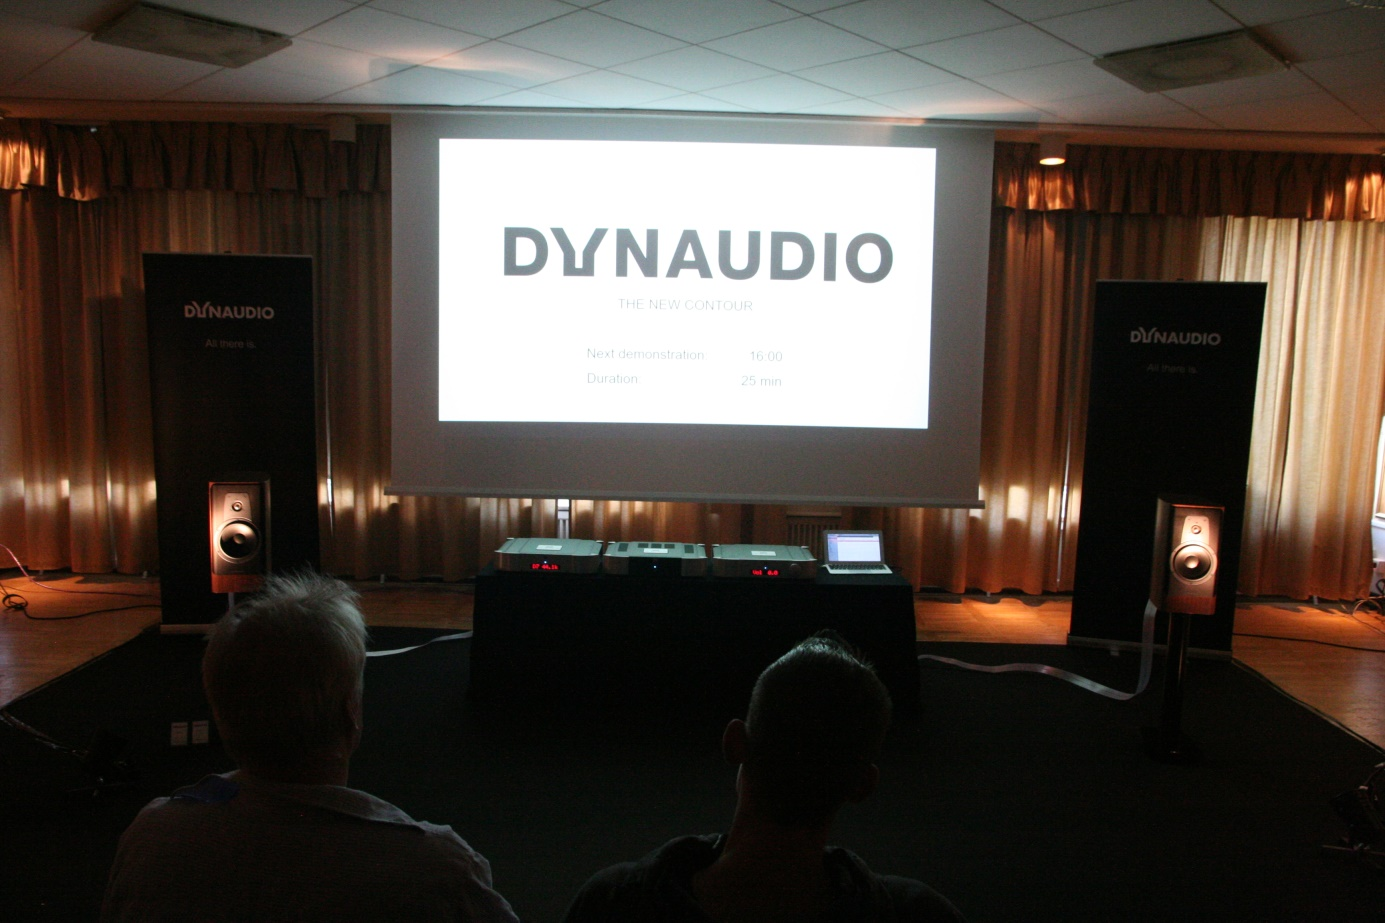 DYNAUDIO
THE NEW CONTOUR
Next demonstration: 16:00
Duration: 25 min
DYNAUDIO
All there is.
DYNAUDIO
All there is.